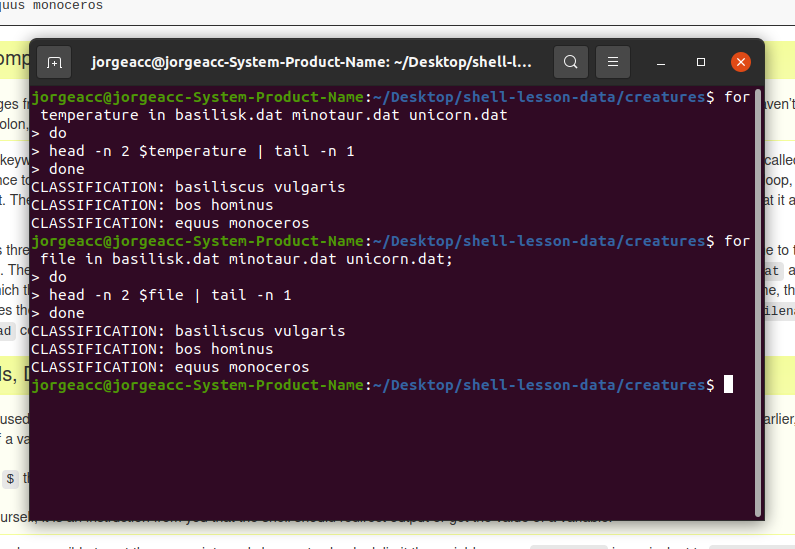 quus monoceros
jorgeacc@jorgeacc-System-Product-Name: ~/Desktop/shell-l...
jorgeacc@jorgeacc-System-Product-Name:~/Desktop/shell-lesson-data/creatures$ for
temperature in basilisk.dat minotaur.dat unicorn.dat
> do
> head -n 2 $temperature | tail -n 1
> done
CLASSIFICATION: basiliscus vulgaris
CLASSIFICATION: bos hominus
CLASSIFICATION: equus monoceros
jorgeacc@jorgeacc-System-Product-Name:~/Desktop/shell-lesson-data/creatures$ for
file in basilisk.dat minotaur.dat unicorn.dat;
> do
> head -n 2 $file | tail -n 1
> done
CLASSIFICATION: basiliscus vulgaris
CLASSIFICATION: bos hominus
CLASSIFICATION: equus monoceros
jorgeacc@jorgeacc-System-Product-Name:~/Desktop/shell-lesson-data/creatures$